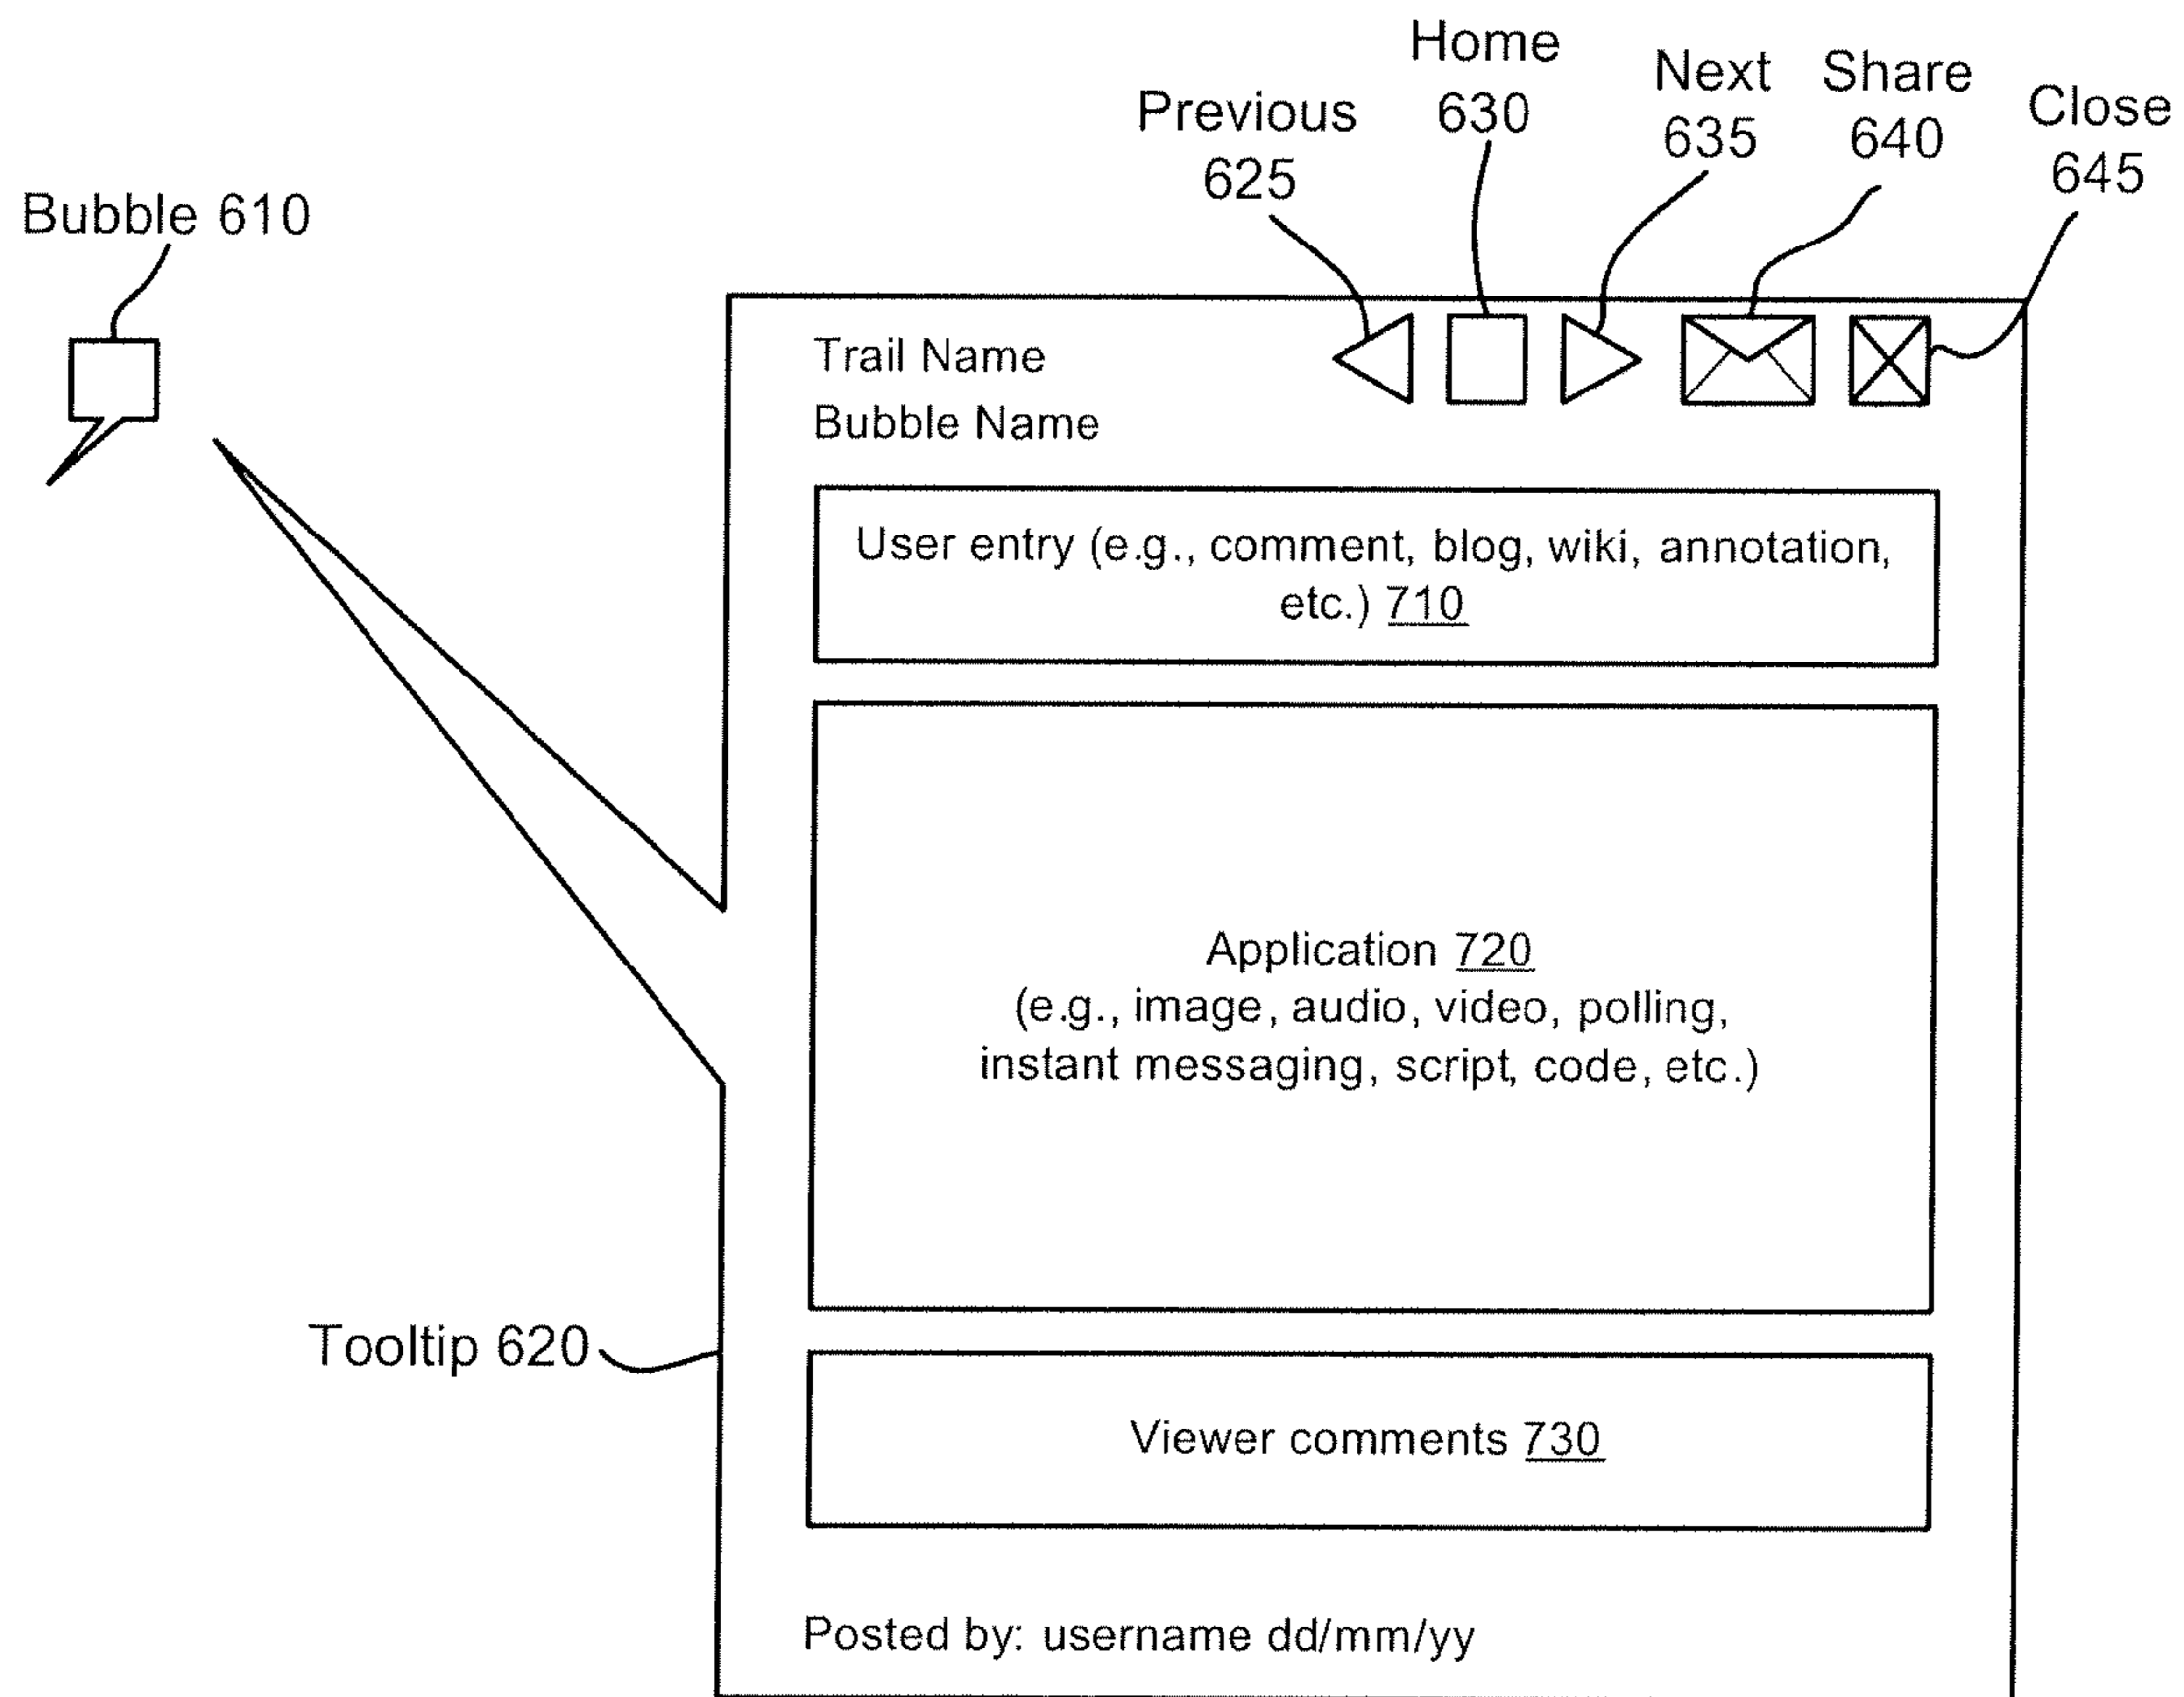 Home
630
Next
635
Share
640
Previous
625
Close
645
Bubble 610
Trail Name
Bubble Name
User entry (e.g., comment, blog, wiki, annotation,
etc.) 710
Application 720
(e.g., image, audio, video, polling,
instant messaging, script, code, etc.)
Tooltip 620
Viewer comments 730
Posted by: username dd/mm/yy